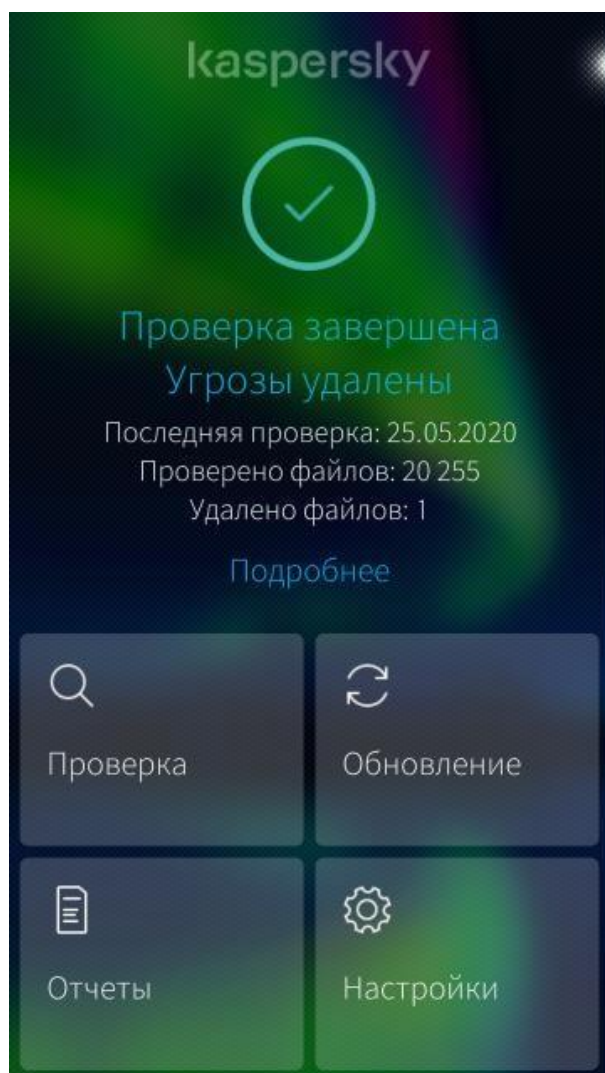 kaspersky
Проверка завершена
Угрозы удалены
Последняя проверка: 25.05.2020
Проверено файлов: 20 255
Удалено файлов: 1
Подробнее
Проверка
Обновление
Отчеты
Настройки